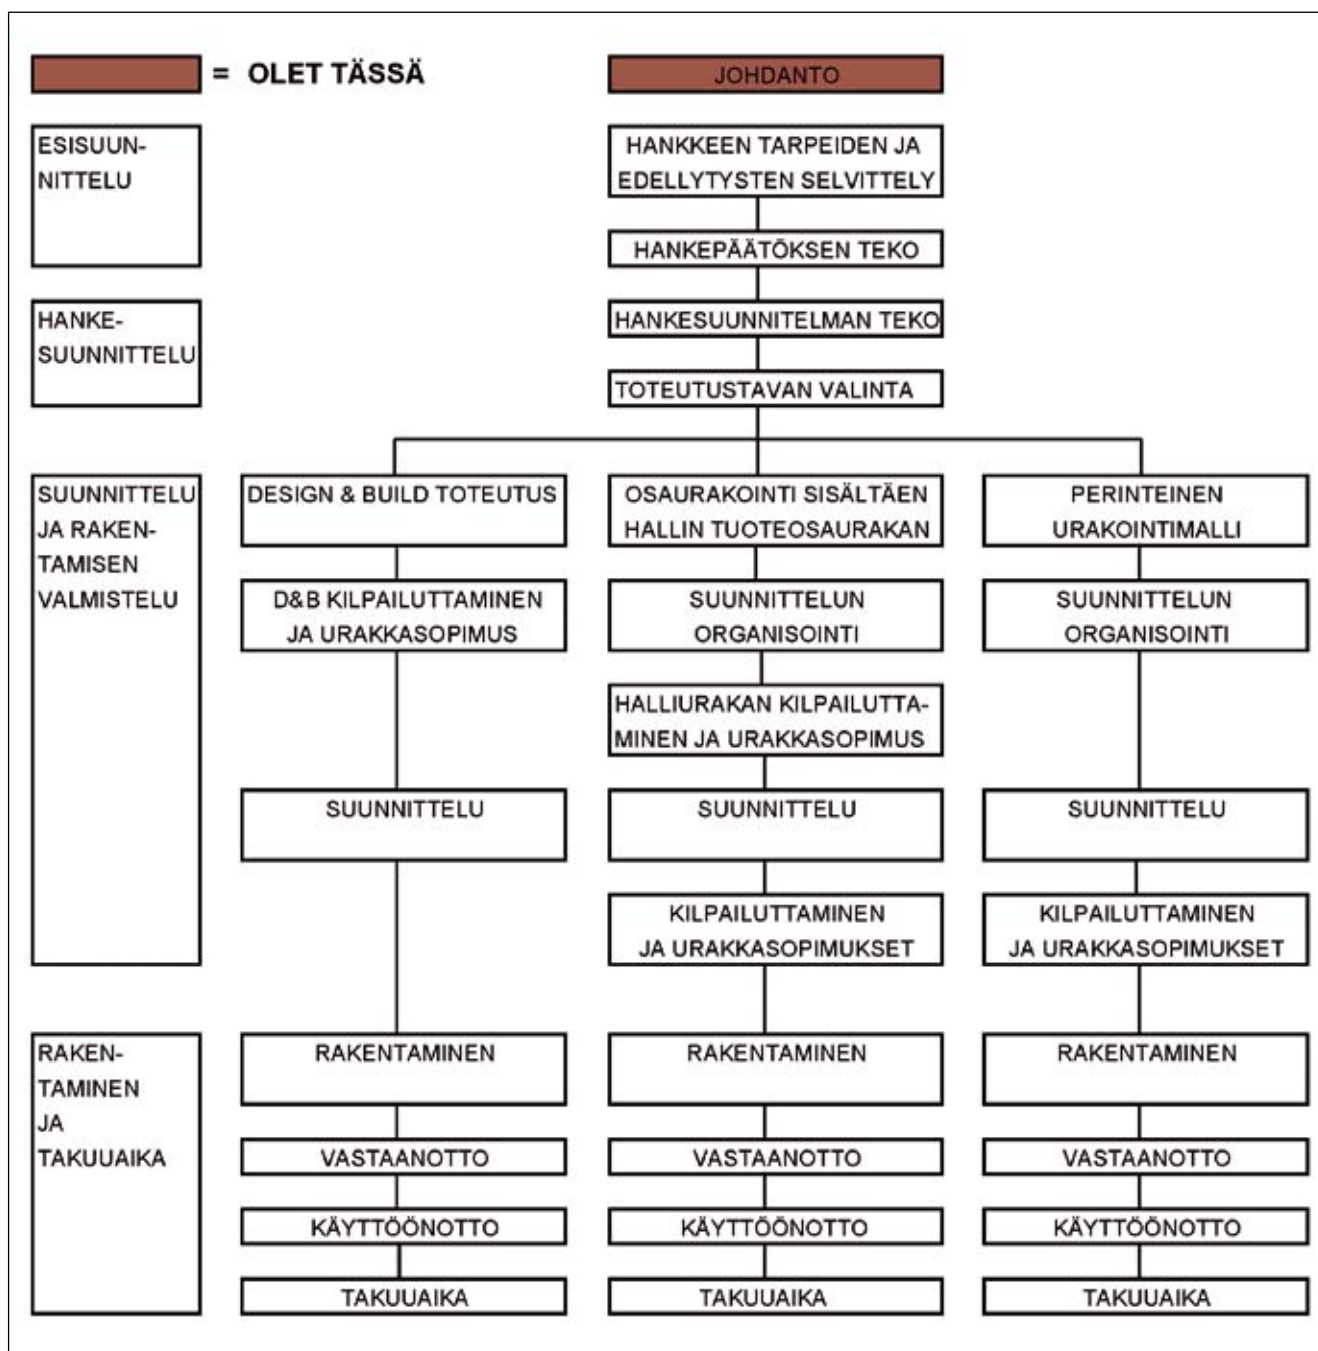 = OLET TÄSSÄ
JOHDANTO
ESISUUN-
NITTELU
HANKKEEN TARPEIDEN JA
EDELLYTYSTEN SELVITTELY
HANKEPÄÄTÖKSEN TEKO
HANKE-
SUUNNITTELU
HANKESUUNNITELMAN TEKO
TOTEUTUSTAVAN VALINTA
SUUNNITTELU
JA RAKEN-
TAMISEN
VALMISTELU
DESIGN & BUILD TOTEUTUS
OSAURAKOINTI SISÄLTÄEN
HALLIN TUOTEOSAURAKAN
PERINTEINEN
URAKOINTIMALLI
D&B KILPAILUTTAMINEN
JA URAKKASOPIMUS
SUUNNITTELUN
ORGANISOINTI
SUUNNITTELUN
ORGANISOINTI
HALLIURAKAN KILPAILUTTA-
MINEN JA URAKKASOPIMUS
SUUNNITTELU
SUUNNITTELU
SUUNNITTELU
KILPAILUTTAMINEN
JA URAKKASOPIMUKSET
KILPAILUTTAMINEN
JA URAKKASOPIMUKSET
RAKEN-
TAMINEN
JA
TAKUUAIKA
RAKENTAMINEN
RAKENTAMINEN
RAKENTAMINEN
VASTAANOTTO
VASTAANOTTO
VASTAANOTTO
KÄYTTÖÖNOTTO
KÄYTTÖÖNOTTO
KÄYTTÖÖNOTTO
TAKUUAIKA
TAKUUAIKA
TAKUUAIKA